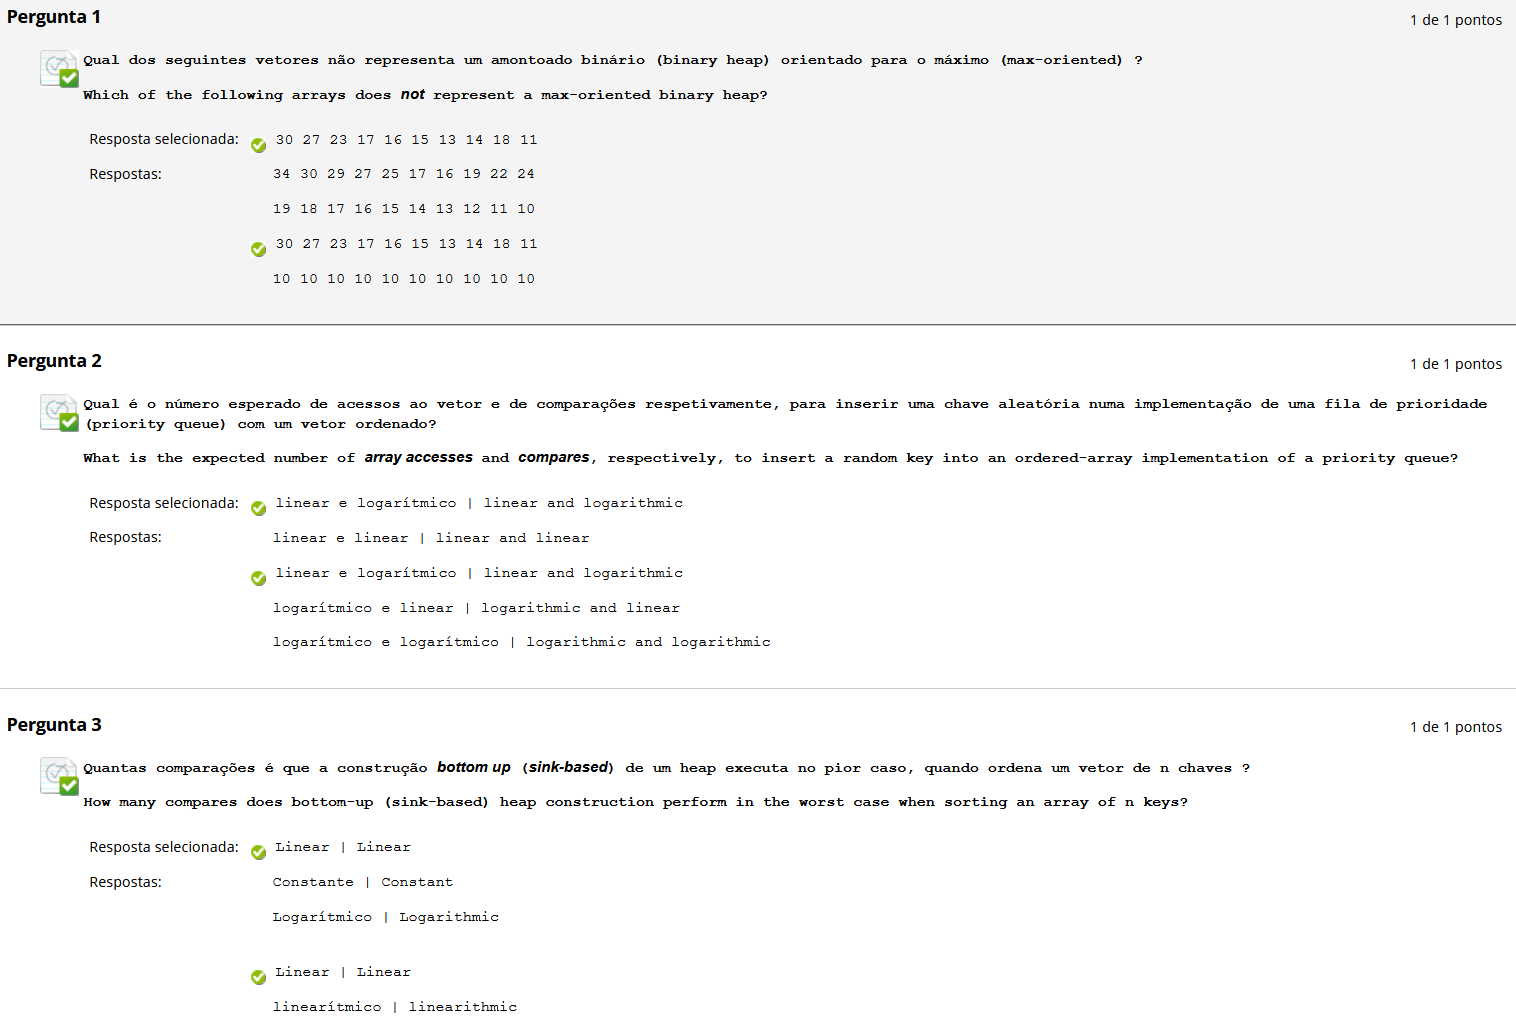 Pergunta 1
1 de 1 pontos
Qual dos seguintes vetores não representa um amontoado binário (binary heap) orientado para o máximo (max-oriented) ?
Which of the following arrays does not represent a max-oriented binary heap?
Resposta selecionada: 30 27 23 17 16 15 13 14 18 11
Respostas: 34 30 29 27 25 17 16 19 22 24
19 18 17 16 15 14 13 12 11 10
30 27 23 17 16 15 13 14 18 11
10 10 10 10 10 10 10 10 10 10
Pergunta 2
1 de 1 pontos
Qual é o número esperado de acessos ao vetor e de comparações respetivamente, para inserir uma chave aleatória numa implementação de uma fila de prioridade
(priority queue) com um vetor ordenado?
What is the expected number of array accesses and compares, respectively, to insert a random key into an ordered-array implementation of a priority queue?
Resposta selecionada: linear e logarítmico | linear and logarithmic
Respostas: linear e linear | linear and linear
linear e logarítmico | linear and logarithmic
logarítmico e linear | logarithmic and linear
logarítmico e logarítmico | logarithmic and logarithmic
Pergunta 3
1 de 1 pontos
Quantas comparações é que a construção bottom up (sink-based) de um heap executa no pior caso, quando ordena um vetor de n chaves ?
How many compares does bottom-up (sink-based) heap construction perform in the worst case when sorting an array of n keys?
Resposta selecionada: Linear | Linear
Respostas: Constante | Constant
Logarítmico | Logarithmic
Linear | Linear
linearítmico | linearithmic